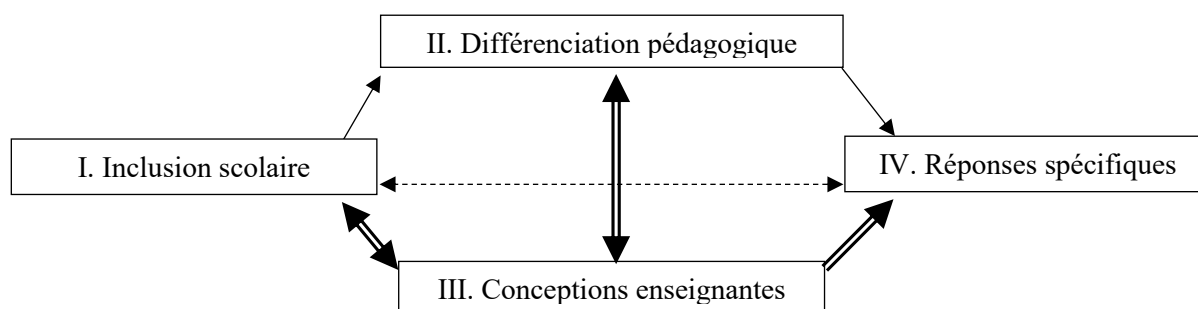 II. Différenciation pédagogique
I. Inclusion scolaire
IV. Réponses spécifiques
III. Conceptions enseignantes